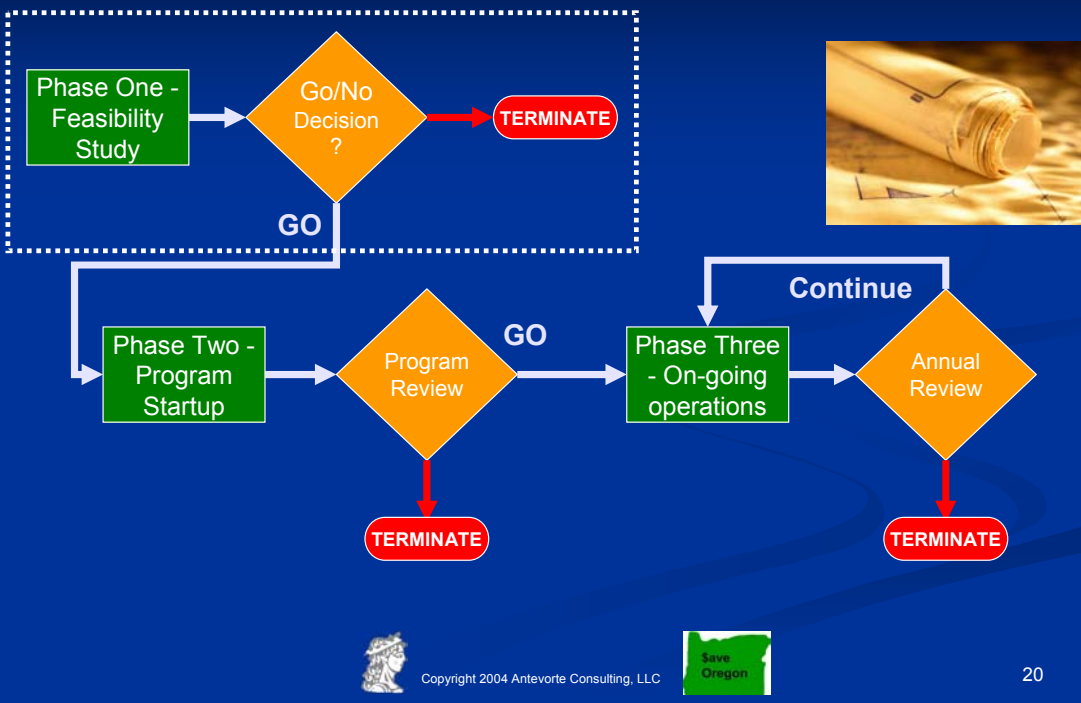 Phase One -
Feasibility
Study
Go/No
Decision
?
TERMINATE
GO
Continue
Phase Two -
Program
Startup
Program
Review
GO
Phase Three
- On-going
operations
Annual
Review
TERMINATE
TERMINATE
Copyright 2004 Antevorte Consulting, LLC
$ave
Oregon
20